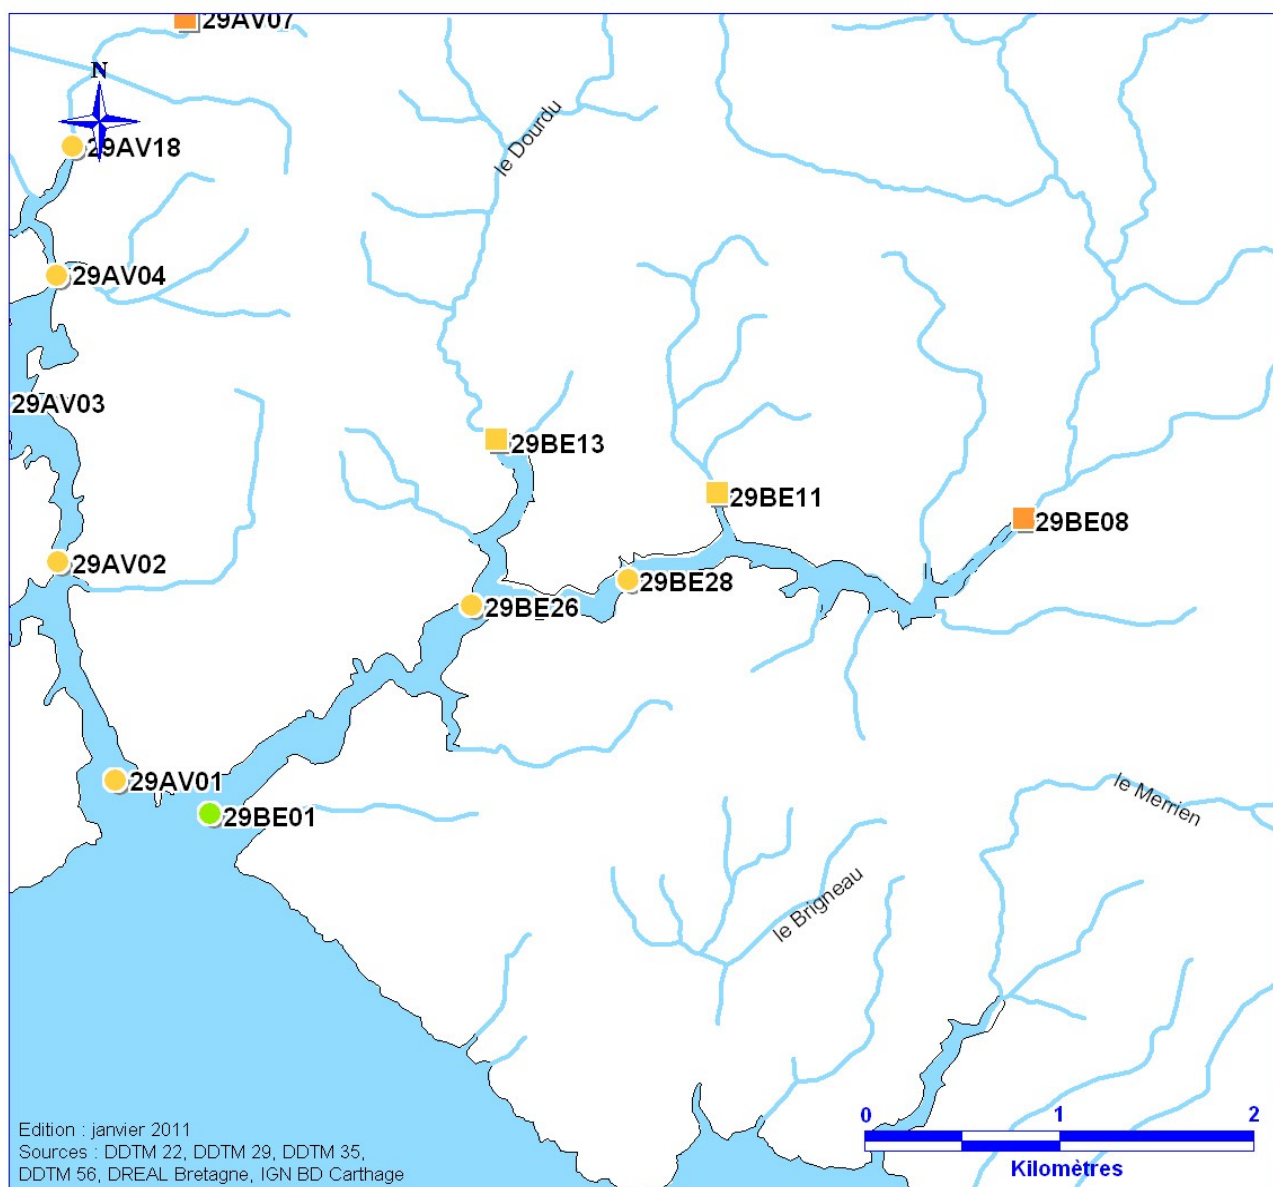 29AV07
N
29AV18
le Dourdu
29AV04
29AV03
29BE13
29BE11
29BE08
29AV02
29BE28
29BE26
29AV01
le Merrien
29BE01
le Brigneau
0 1 2
Kilomètres
Edition : janvier 2011
Sources : DDTM 22, DDTM 29, DDTM 35,
DDTM 56, DREAL Bretagne, IGN BD Carthage